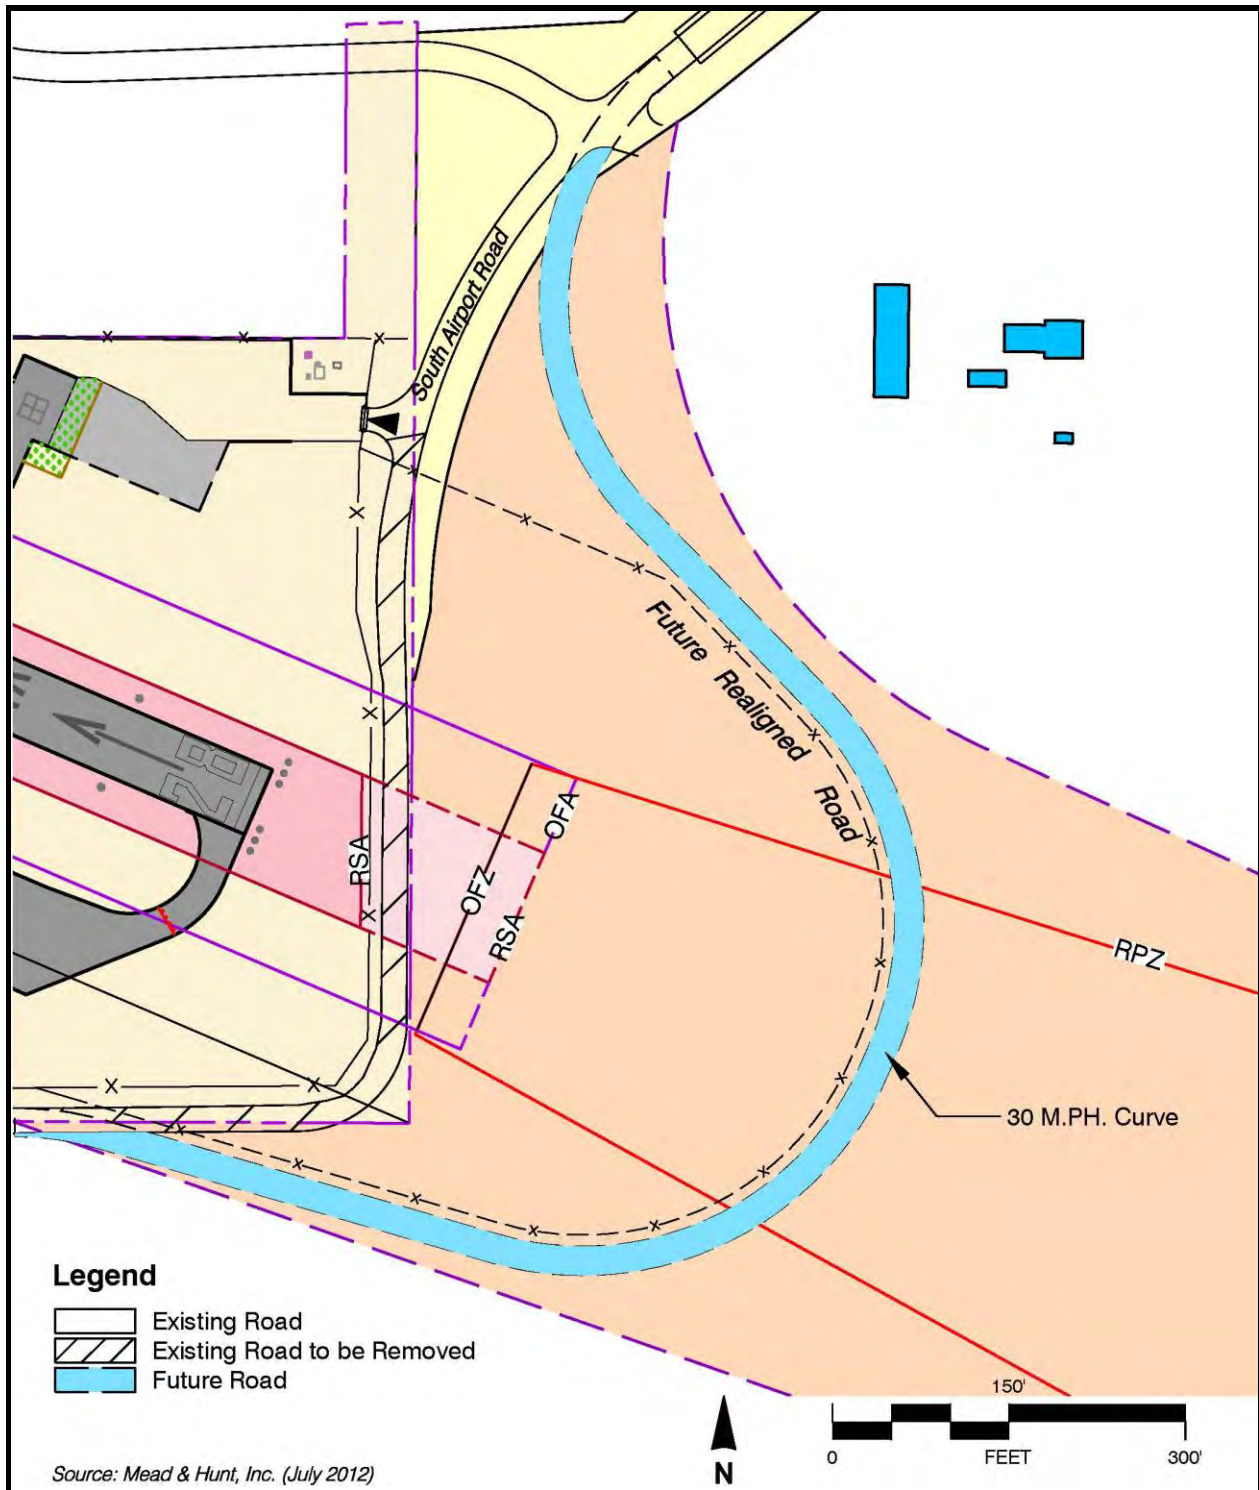 South Airport Road
Future Realigned Road
28
RSA
OFZ
OFA
RSA
RPZ
30 M.PH. Curve
Legend
Existing Road
Existing Road to be Removed
Future Road
150'
0 FEET 300'
N
Source: Mead & Hunt, Inc. (July 2012)